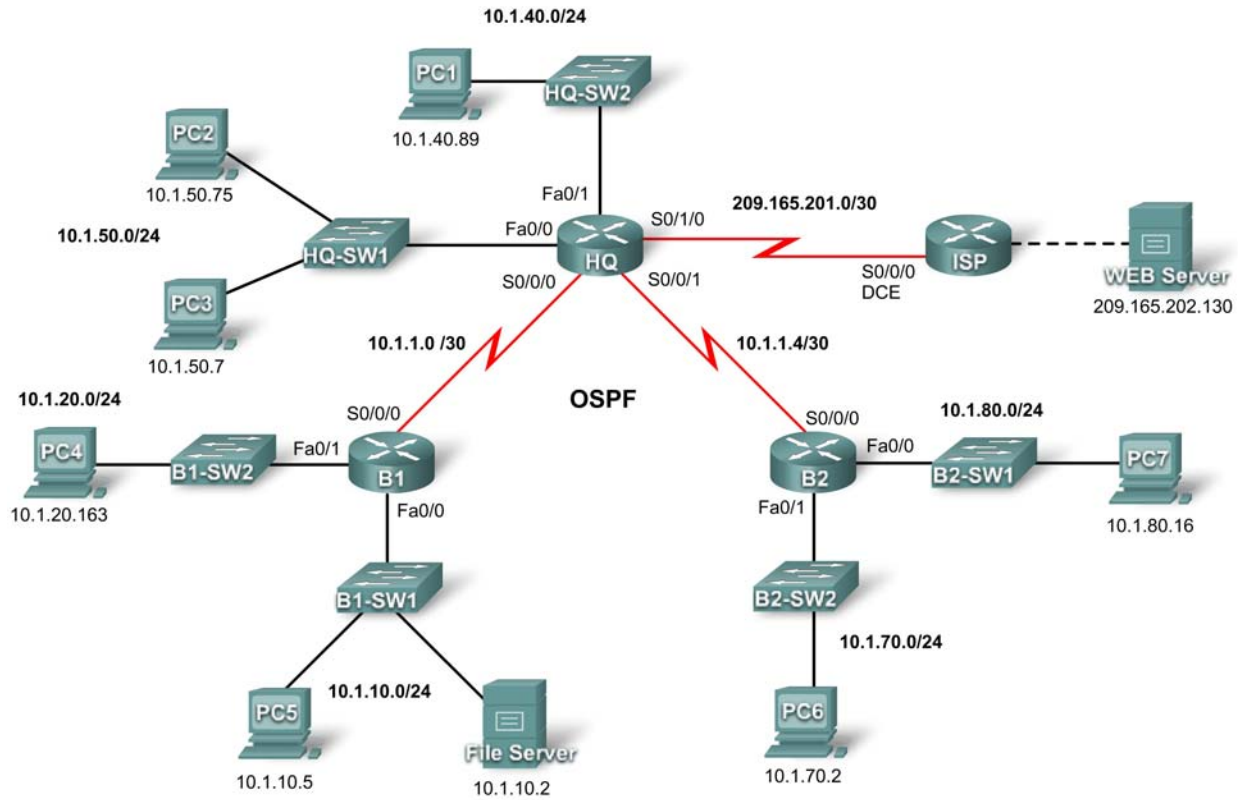 10.1.40.0/24
PC1
HQ-SW2
10.1.40.89
PC2
10.1.50.75
Fa0/1
209.165.201.0/30
10.1.50.0/24
HQ-SW1
Fa0/0
S0/1/0
HQ
ISP
WEB Server
S0/0/0
S0/0/1
S0/0/0
DCE
209.165.202.130
PC3
10.1.50.7
10.1.1.0 /30
10.1.1.4/30
OSPF
10.1.20.0/24
S0/0/0
S0/0/0
10.1.80.0/24
PC4
B1-SW2
Fa0/1
B1
B2
Fa0/0
B2-SW1
PC7
10.1.20.163
Fa0/0
Fa0/1
10.1.80.16
B1-SW1
B2-SW2
10.1.70.0/24
10.1.10.0/24
PC5
File Server
PC6
10.1.10.5
10.1.10.2
10.1.70.2